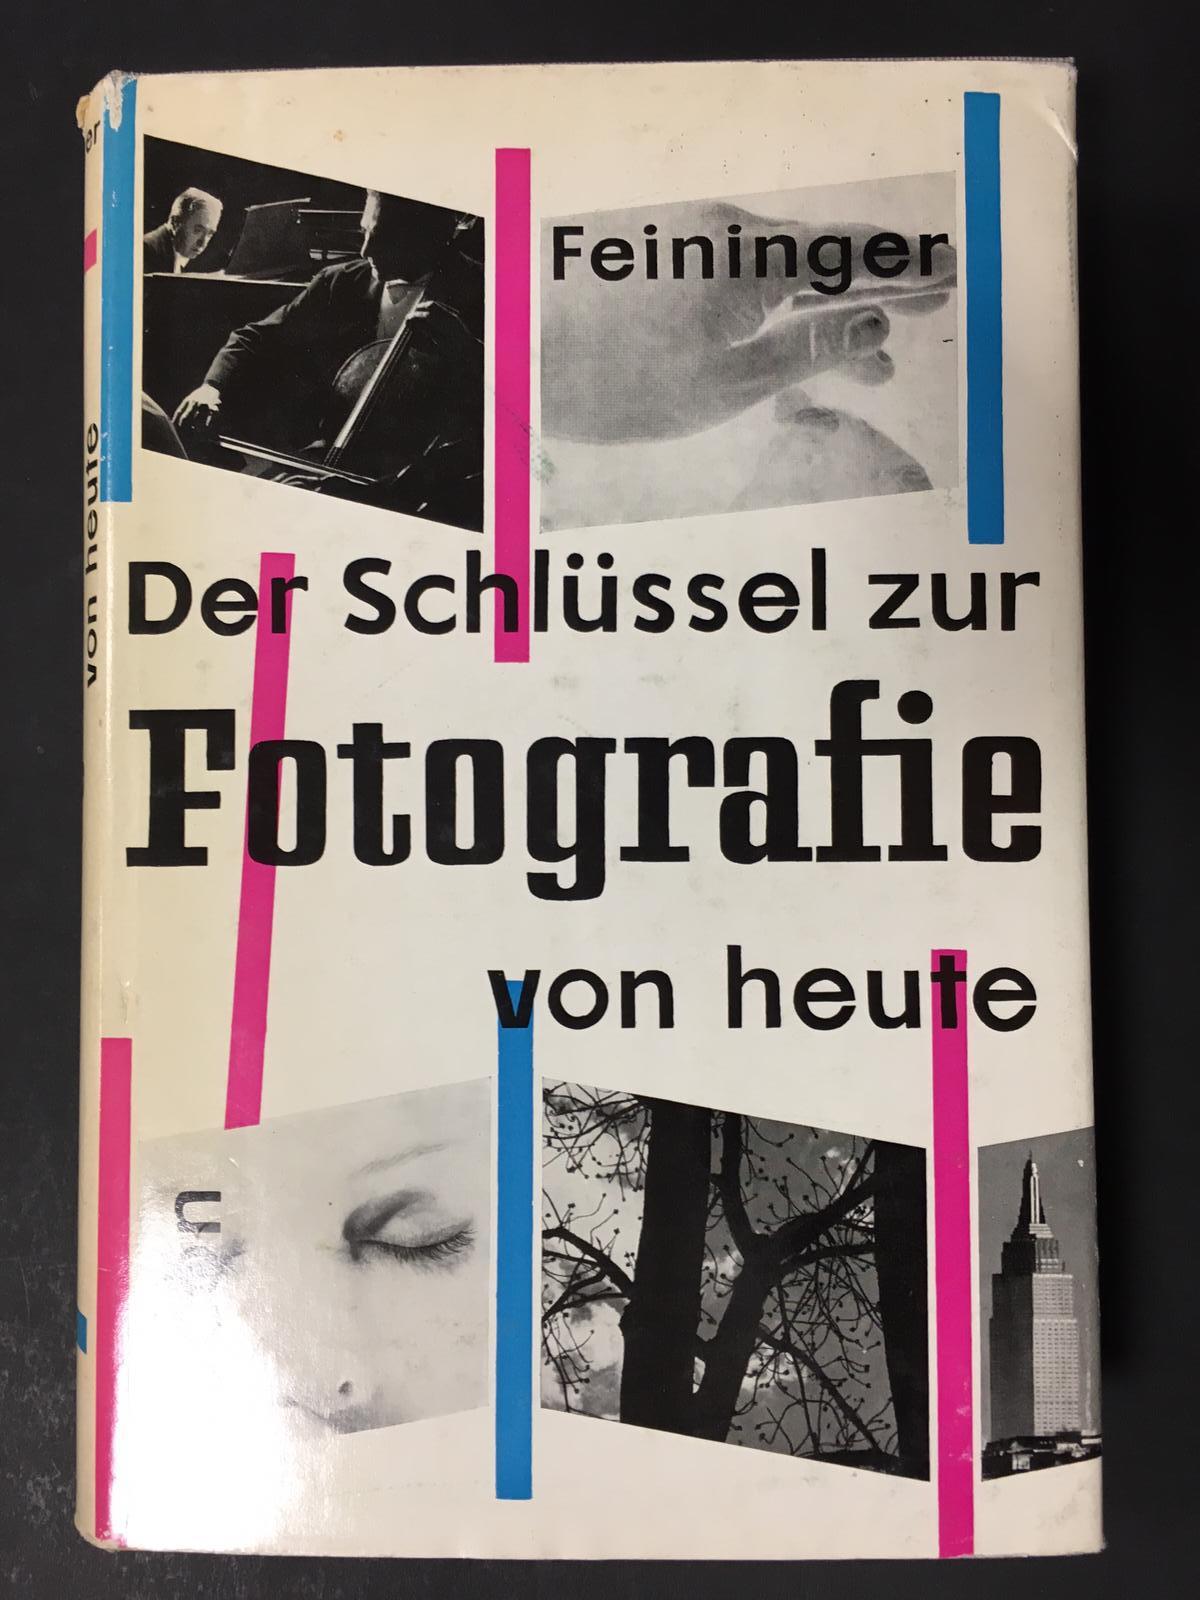 Feininger
Der Schlüssel zur
Fotografie
von heute
von heute